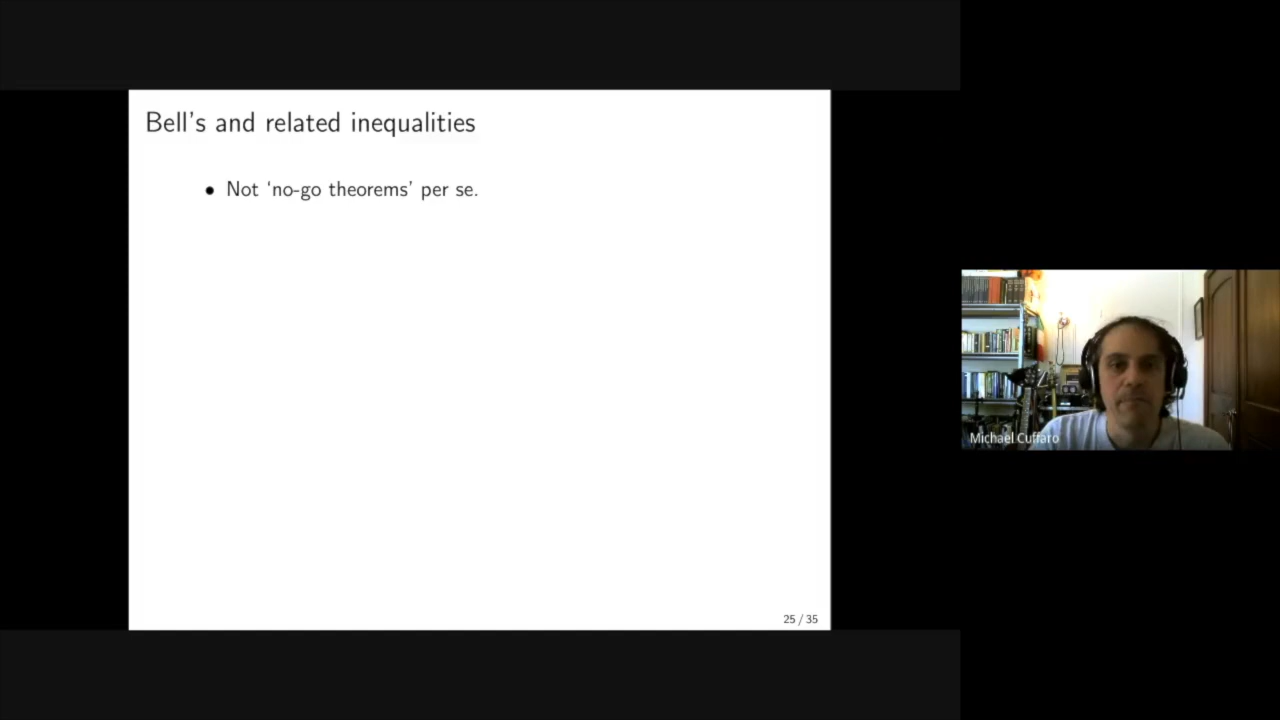 Bell's and related inequalities
• Not ‘no-go theorems’ per se.
25 / 35
Michael Cuffaro